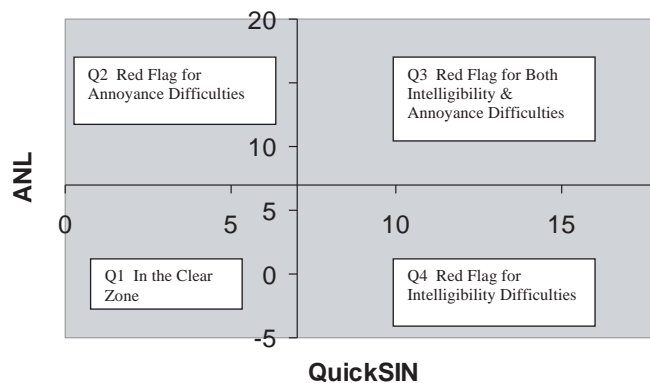 20
Q2 Red Flag for
Annoyance Difficulties
Q3 Red Flag for Both
Intelligibility &
Annoyance Difficulties
10
ANL
0
5
5
10
15
Q1 In the Clear
Zone
0
Q4 Red Flag for
Intelligibility Difficulties
-5
QuickSIN